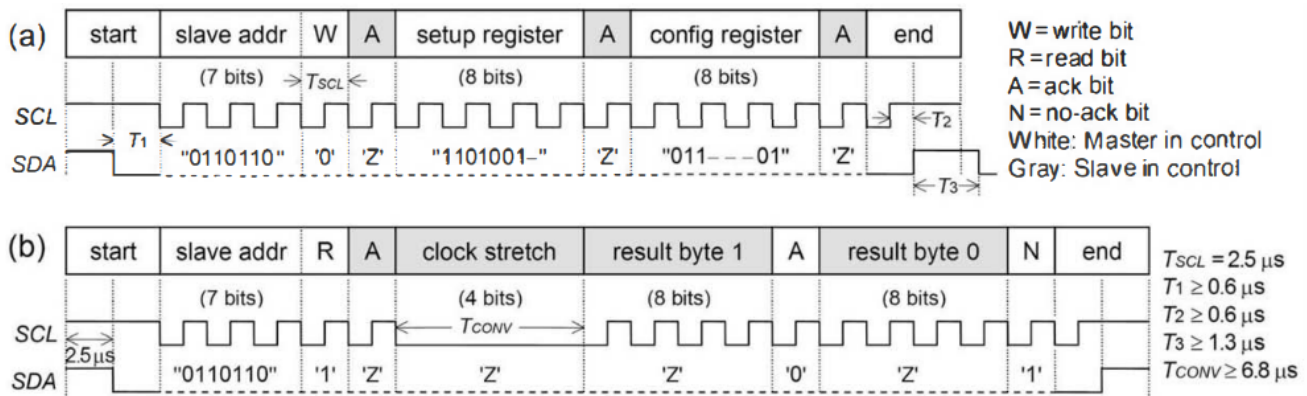 (a) start slave addr W A setup register A config register A end
(7 bits) TSCL (8 bits) (8 bits)
SCL T1 T2
SDA "0110110" '0' 'Z' "1101001-" 'Z' "011- - -01" 'Z' T3
W=write bit
R=read bit
A=ack bit
N=no-ack bit
White: Master in control
Gray: Slave in control
(b) start slave addr R A clock stretch result byte 1 A result byte 0 N end
(7 bits) (4 bits) (8 bits) (8 bits)
SCL TCONV
2.5μs
SDA "0110110" '1' 'Z' 'Z' 'Z' '0' 'Z' '1'
TSCL = 2.5 μs
T1 ≥ 0.6 μs
T2 ≥ 0.6 μs
T3 ≥ 1.3 μs
TCONV ≥ 6.8 μs